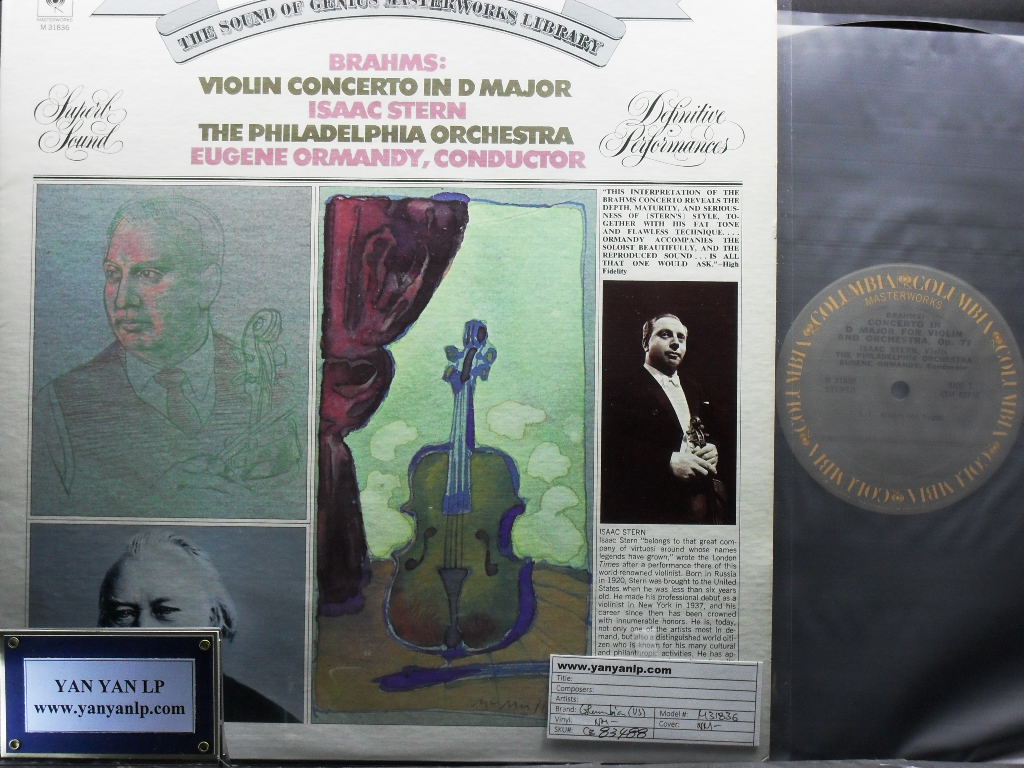 MASTERWORKS
M 31836
THE SOUND OF GENIUS MASTERWORKS LIBRARY
BRAHMS:
VIOLIN CONCERTO IN D MAJOR
ISAAC STERN
THE PHILADELPHIA ORCHESTRA
EUGENE ORMANDY, CONDUCTOR
Superb
Sound
Definitive
Performances
"THIS INTERPRETATION OF THE
BRAHMS CONCERTO REVEALS THE
DEPTH, MATURITY, AND SERIOUS-
NESS OF [STERN'S] STYLE, TO-
GETHER WITH HIS FAT TONE
AND FLAWLESS TECHNIQUE. . . .
ORMANDY ACCOMPANIES THE
SOLOIST BEAUTIFULLY, AND THE
REPRODUCED SOUND . . . IS ALL
THAT ONE WOULD ASK."—High
Fidelity
ISAAC STERN
Isaac Stern "belongs to that great com-
pany of virtuosi around whose names
legends have grown," wrote the London
Times after a performance there of this
world-renowned violinist. Born in Russia
in 1920, Stern was brought to the United
States when he was less than six years
old. He made his professional debut as a
violinist in New York in 1937, and his
career since then has been crowned
with innumerable honors. He is, today,
not only one of the artists most in de-
mand, but also a distinguished world citi-
zen who is known for his many cultural
and philanthropic activities. He has ap-
COLUMBIA COLUMBIA COLUMBIA COLUMBIA COLUMBIA
MASTERWORKS
BRAHMS:
CONCERTO IN
D MAJOR FOR VIOLIN
AND ORCHESTRA, Op. 77
ISAAC STERN, Violin
THE PHILADELPHIA ORCHESTRA
EUGENE ORMANDY, Conductor
YAN YAN LP
www.yanyanlp.com
www.yanyanlp.com
Title:
Composers:
Artists:
Brand: Columbia (US) Model #: M31836
Vinyl: NM- Cover: NM-
SKU#: CE 83488